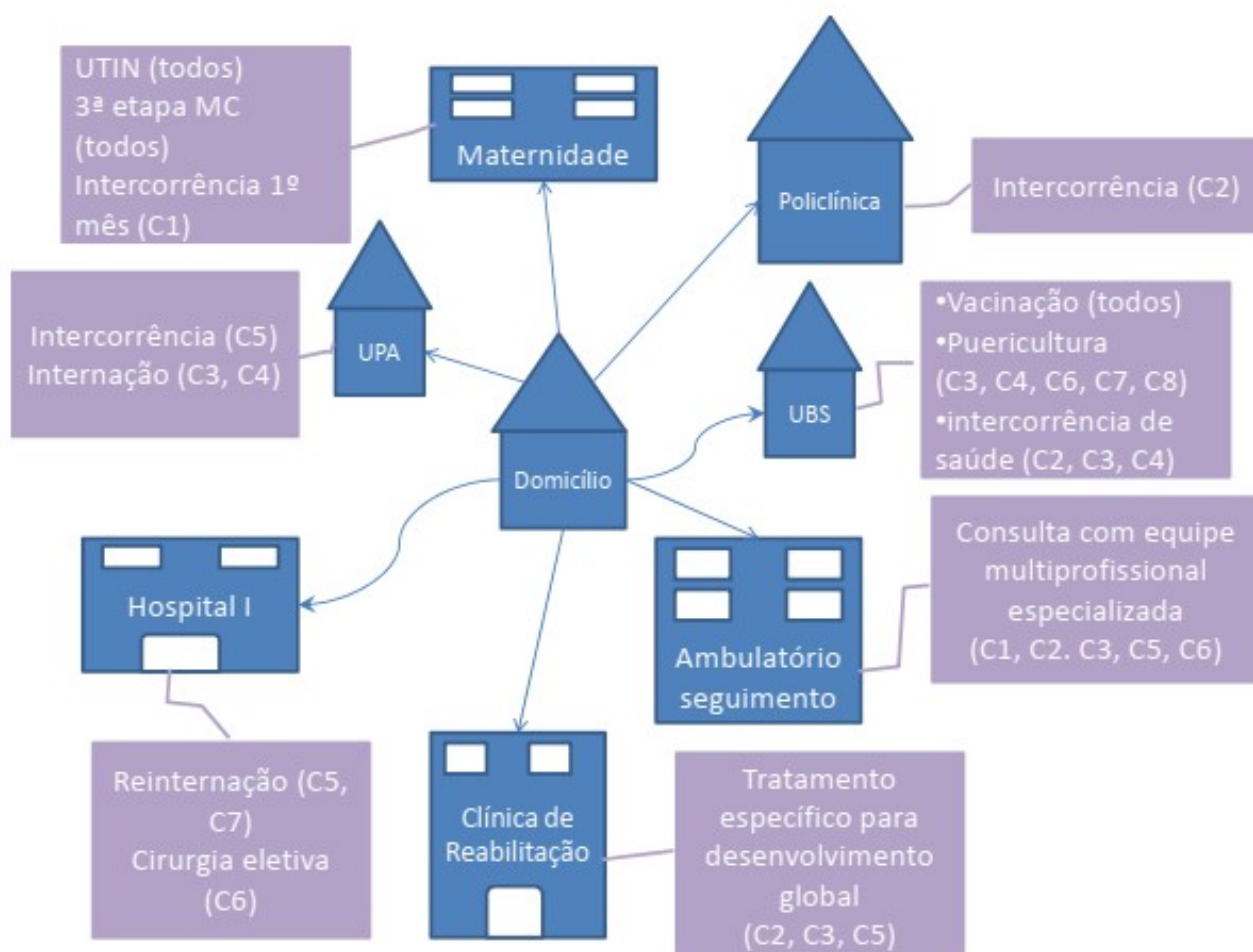 UTIN (todos)
3ª etapa MC
(todos)
Intercorrência 1º
mês (C1)
Maternidade
Policlínica
Intercorrência (C2)
Intercorrência (C5)
Internação (C3, C4)
UPA
Domicílio
UBS
•Vacinação (todos)
•Puericultura
(C3, C4, C6, C7, C8)
•intercorrência de
saúde (C2, C3, C4)
Hospital I
Ambulatório
seguimento
Consulta com equipe
multiprofissional
especializada
(C1, C2. C3, C5, C6)
Reinternação (C5,
C7)
Cirurgia eletiva
(C6)
Clínica de
Reabilitação
Tratamento
específico para
desenvolvimento
global
(C2, C3, C5)